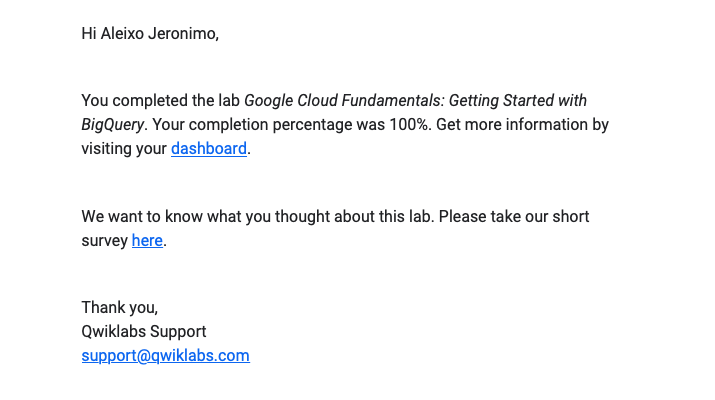 Hi Aleixo Jeronimo,
You completed the lab Google Cloud Fundamentals: Getting Started with
BigQuery. Your completion percentage was 100%. Get more information by
visiting your dashboard.
We want to know what you thought about this lab. Please take our short
survey here.
Thank you,
Qwiklabs Support
support@qwiklabs.com